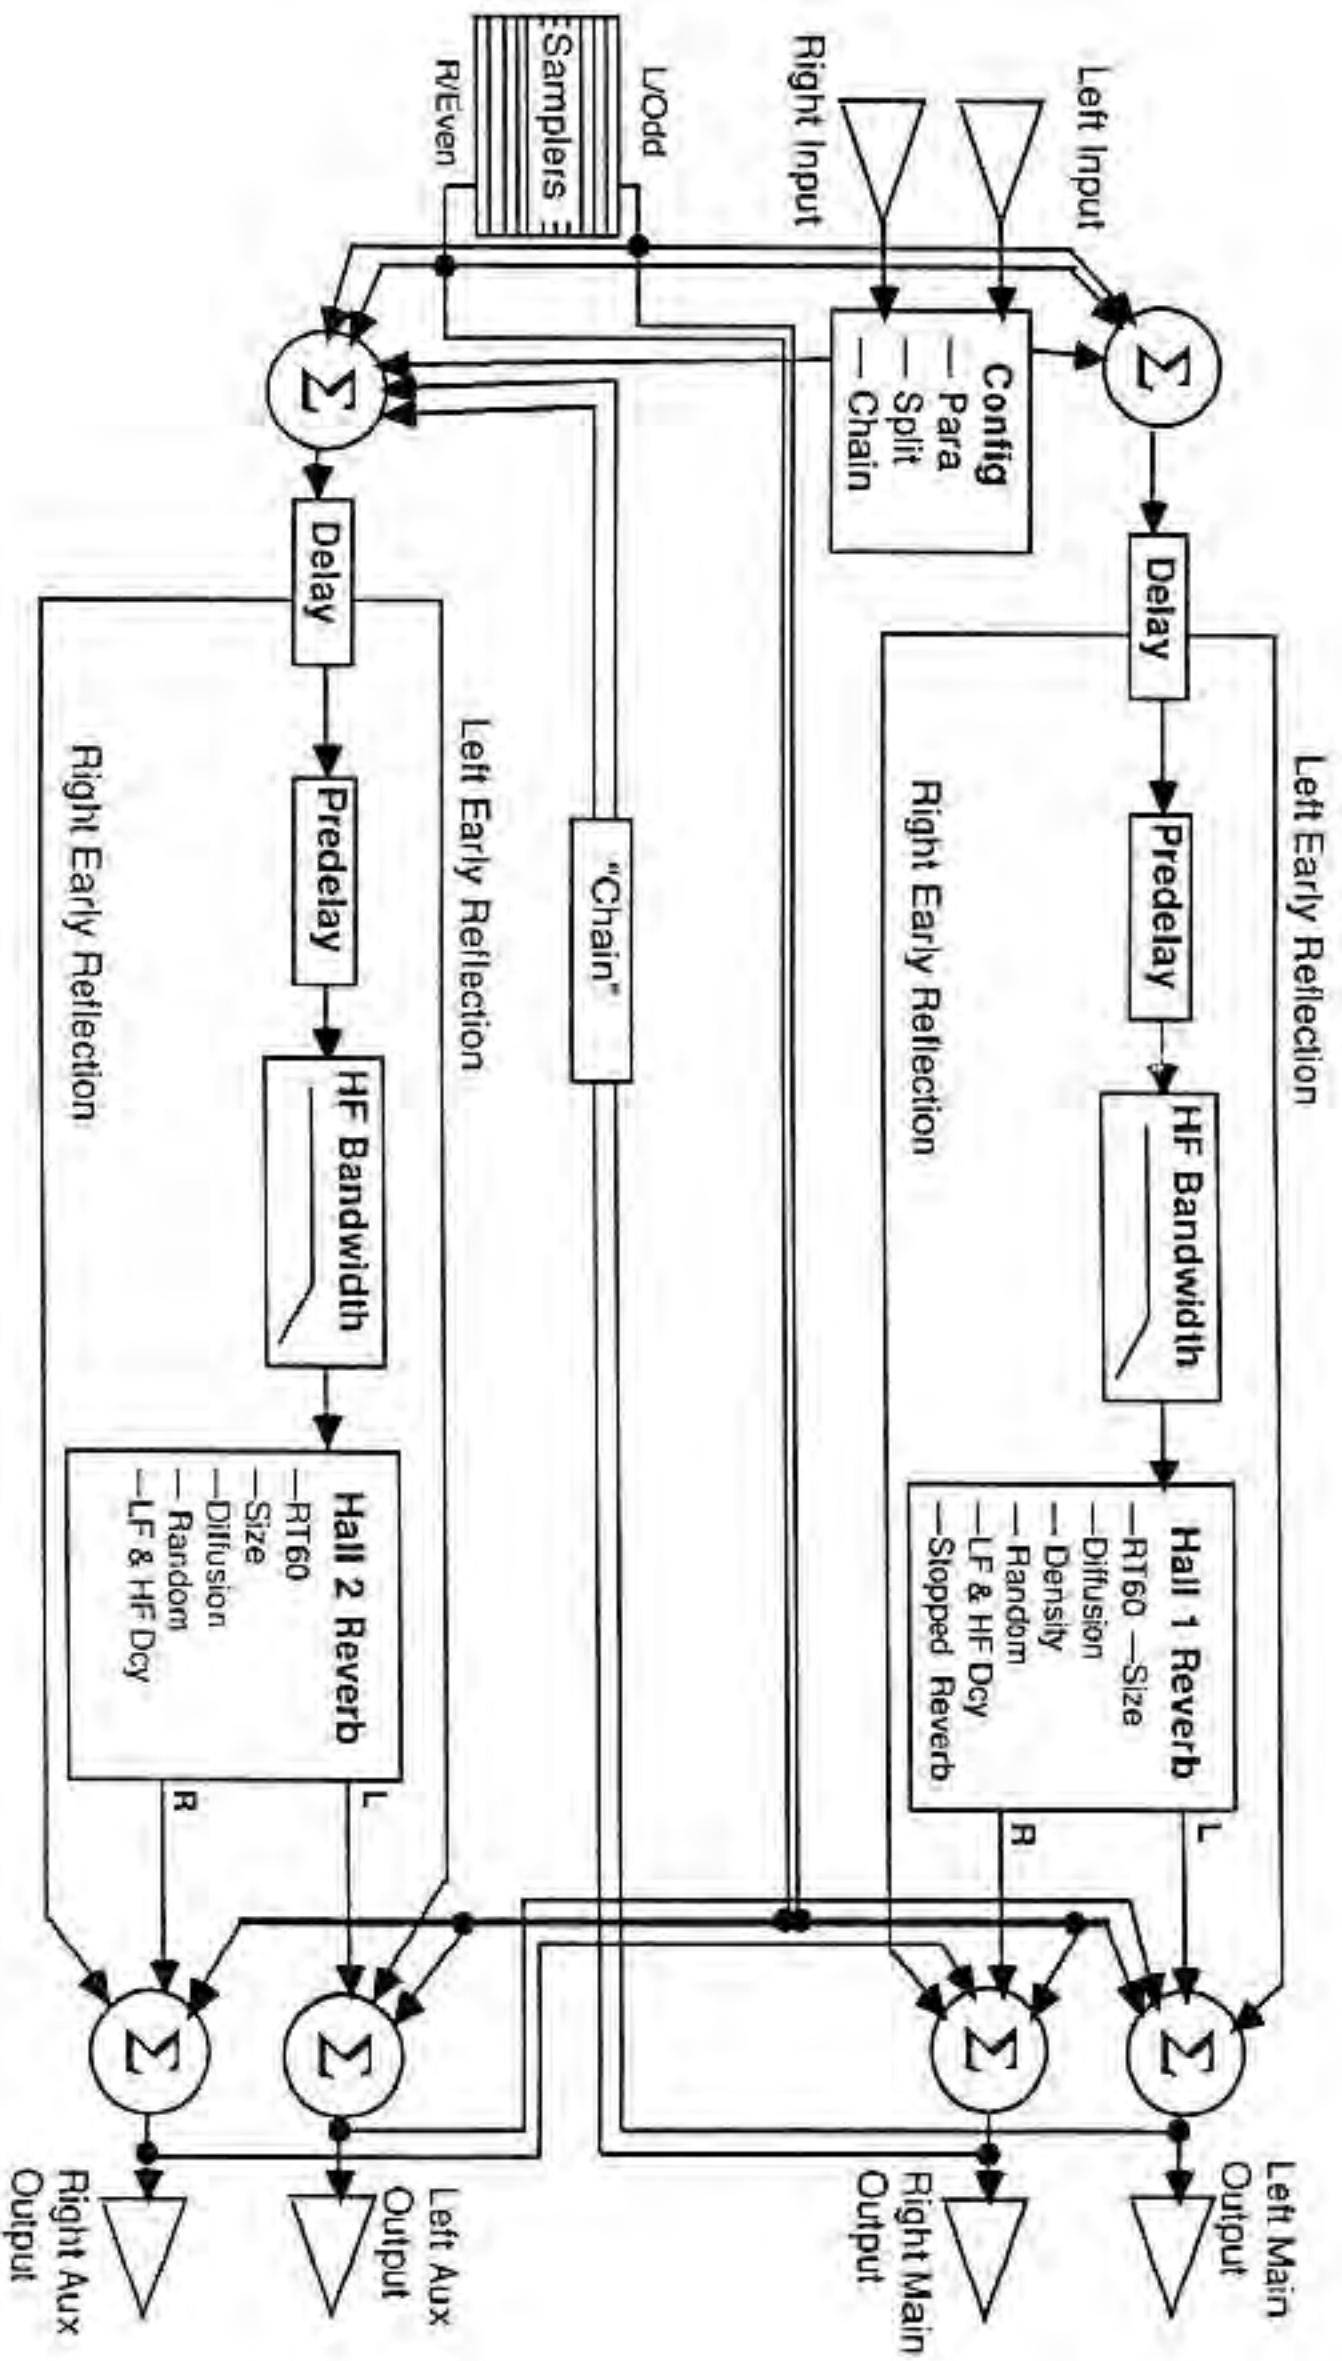 Left Input
Right Input
L/Odd
Samplers
R/Even
Config
— Para
— Split
— Chain
Σ
Delay
Predelay
HF Bandwidth
Left Early Reflection
Right Early Reflection
Hall 1 Reverb
—RT60 —Size
—Diffusion
—Density
—Random
—LF & HF Dcy
—Stopped Reverb
L
R
Σ
Σ
Left Main
Output
Right Main
Output
"Chain"
Σ
Delay
Predelay
HF Bandwidth
Left Early Reflection
Right Early Reflection
Hall 2 Reverb
—RT60
—Size
—Diffusion
—Random
—LF & HF Dcy
L
R
Σ
Σ
Left Aux
Output
Right Aux
Output